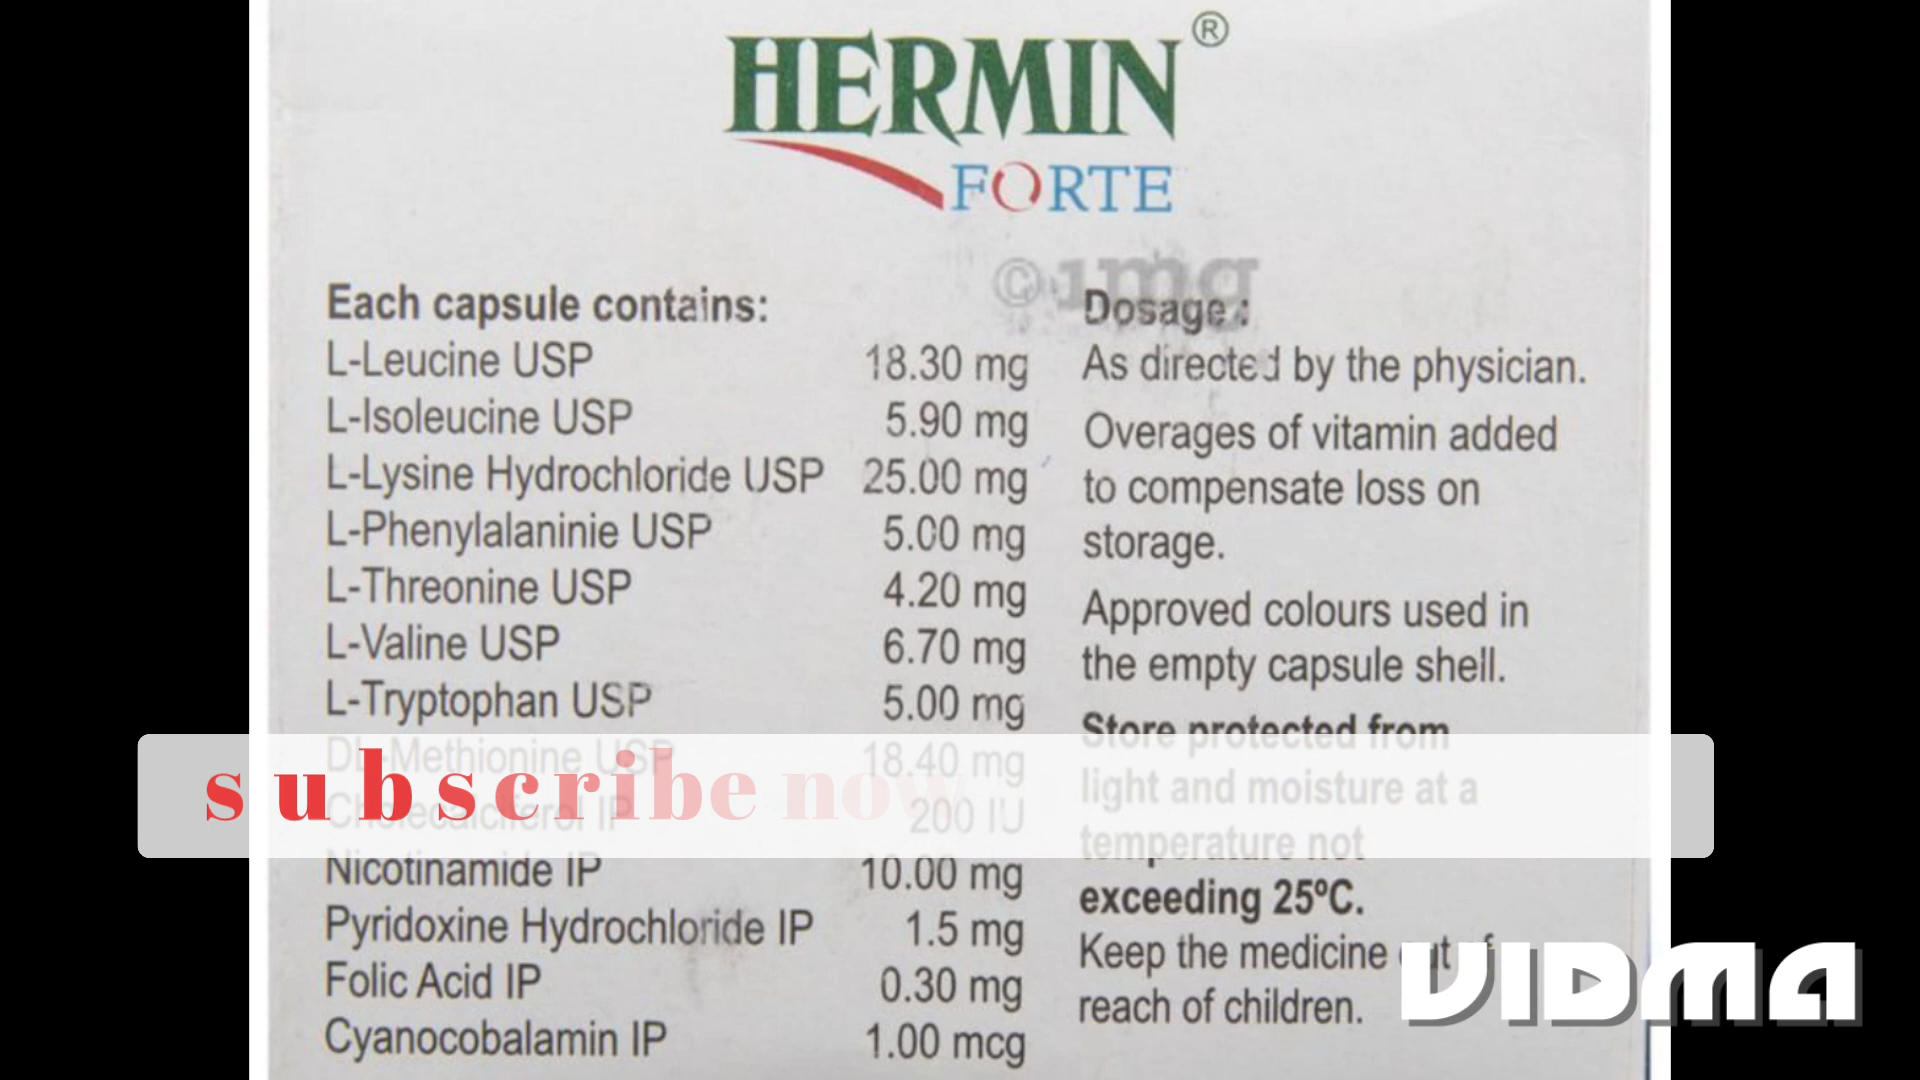 HERMIN®
FORTE
©1mg
Each capsule contains:
L-Leucine USP 18.30 mg
L-Isoleucine USP 5.90 mg
L-Lysine Hydrochloride USP 25.00 mg
L-Phenylalaninie USP 5.00 mg
L-Threonine USP 4.20 mg
L-Valine USP 6.70 mg
L-Tryptophan USP 5.00 mg
DL-Methionine USP 18.40 mg
Cholecalciferol IP 200 IU
Nicotinamide IP 10.00 mg
Pyridoxine Hydrochloride IP 1.5 mg
Folic Acid IP 0.30 mg
Cyanocobalamin IP 1.00 mcg
Dosage :
As directed by the physician.
Overages of vitamin added
to compensate loss on
storage.
Approved colours used in
the empty capsule shell.
Store protected from
light and moisture at a
temperature not
exceeding 25ºC.
Keep the medicine out of
reach of children.
subscribe now
VIDMA